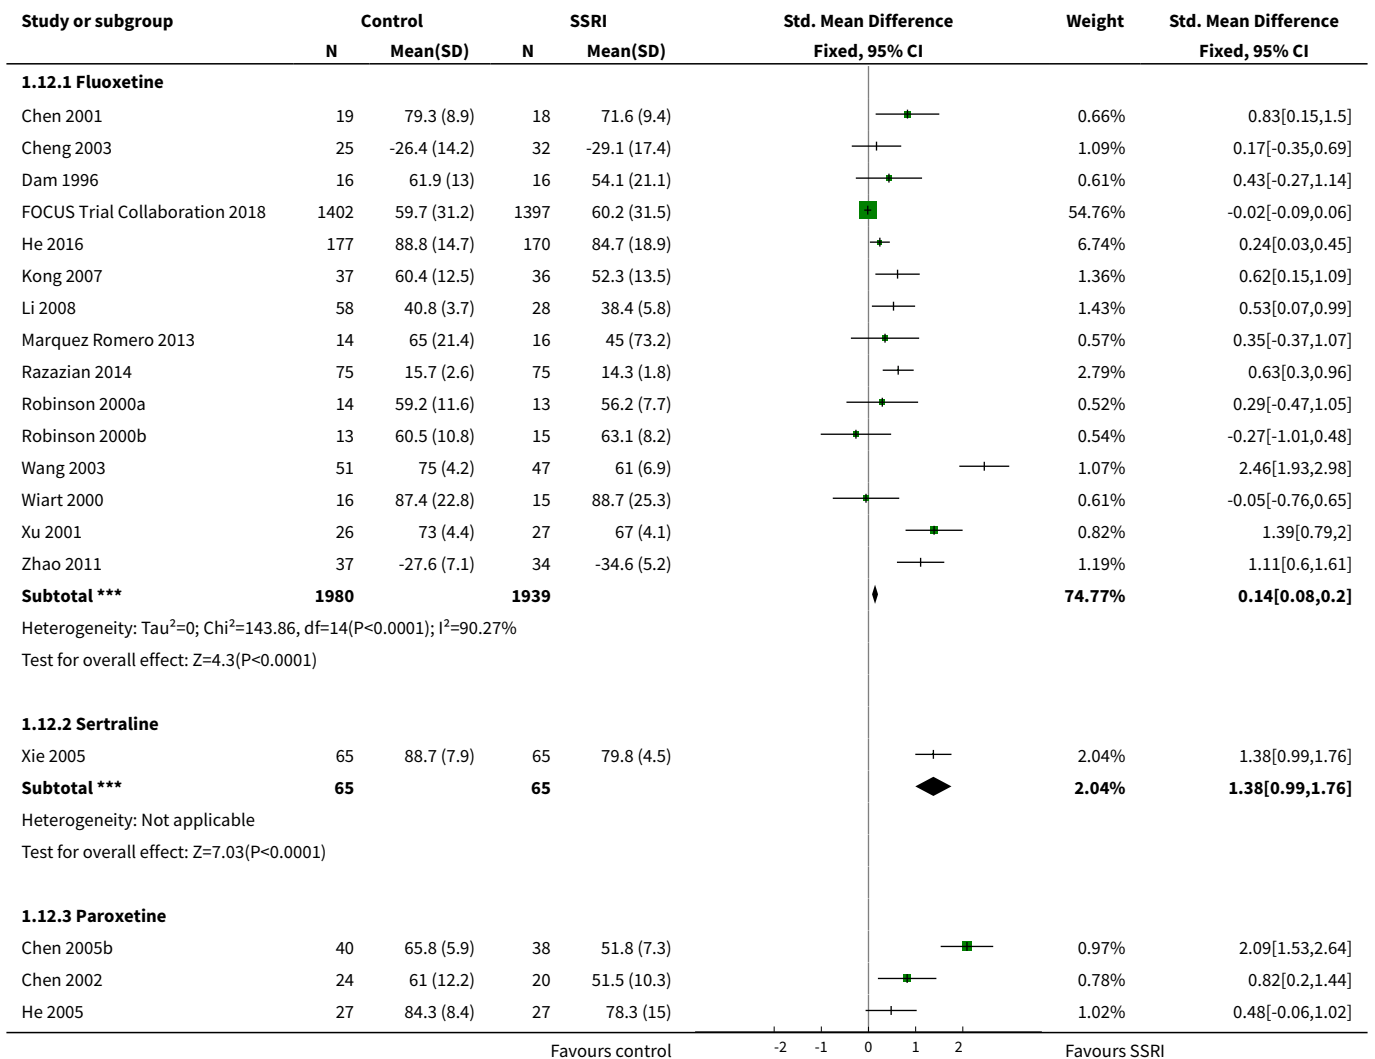 Study or subgroup Control SSRI Std. Mean Difference Weight Std. Mean Difference
N Mean(SD) N Mean(SD) Fixed, 95% CI Fixed, 95% CI
1.12.1 Fluoxetine
Chen 2001 19 79.3 (8.9) 18 71.6 (9.4) 0.66% 0.83[0.15,1.5]
Cheng 2003 25 -26.4 (14.2) 32 -29.1 (17.4) 1.09% 0.17[-0.35,0.69]
Dam 1996 16 61.9 (13) 16 54.1 (21.1) 0.61% 0.43[-0.27,1.14]
FOCUS Trial Collaboration 2018 1402 59.7 (31.2) 1397 60.2 (31.5) 54.76% -0.02[-0.09,0.06]
He 2016 177 88.8 (14.7) 170 84.7 (18.9) 6.74% 0.24[0.03,0.45]
Kong 2007 37 60.4 (12.5) 36 52.3 (13.5) 1.36% 0.62[0.15,1.09]
Li 2008 58 40.8 (3.7) 28 38.4 (5.8) 1.43% 0.53[0.07,0.99]
Marquez Romero 2013 14 65 (21.4) 16 45 (73.2) 0.57% 0.35[-0.37,1.07]
Razazian 2014 75 15.7 (2.6) 75 14.3 (1.8) 2.79% 0.63[0.3,0.96]
Robinson 2000a 14 59.2 (11.6) 13 56.2 (7.7) 0.52% 0.29[-0.47,1.05]
Robinson 2000b 13 60.5 (10.8) 15 63.1 (8.2) 0.54% -0.27[-1.01,0.48]
Wang 2003 51 75 (4.2) 47 61 (6.9) 1.07% 2.46[1.93,2.98]
Wiart 2000 16 87.4 (22.8) 15 88.7 (25.3) 0.61% -0.05[-0.76,0.65]
Xu 2001 26 73 (4.4) 27 67 (4.1) 0.82% 1.39[0.79,2]
Zhao 2011 37 -27.6 (7.1) 34 -34.6 (5.2) 1.19% 1.11[0.6,1.61]
Subtotal *** 1980 1939 74.77% 0.14[0.08,0.2]
Heterogeneity: Tau²=0; Chi²=143.86, df=14(P<0.0001); I²=90.27%
Test for overall effect: Z=4.3(P<0.0001)
1.12.2 Sertraline
Xie 2005 65 88.7 (7.9) 65 79.8 (4.5) 2.04% 1.38[0.99,1.76]
Subtotal *** 65 65 2.04% 1.38[0.99,1.76]
Heterogeneity: Not applicable
Test for overall effect: Z=7.03(P<0.0001)
1.12.3 Paroxetine
Chen 2005b 40 65.8 (5.9) 38 51.8 (7.3) 0.97% 2.09[1.53,2.64]
Chen 2002 24 61 (12.2) 20 51.5 (10.3) 0.78% 0.82[0.2,1.44]
He 2005 27 84.3 (8.4) 27 78.3 (15) 1.02% 0.48[-0.06,1.02]
Favours control -2 -1 0 1 2 Favours SSRI